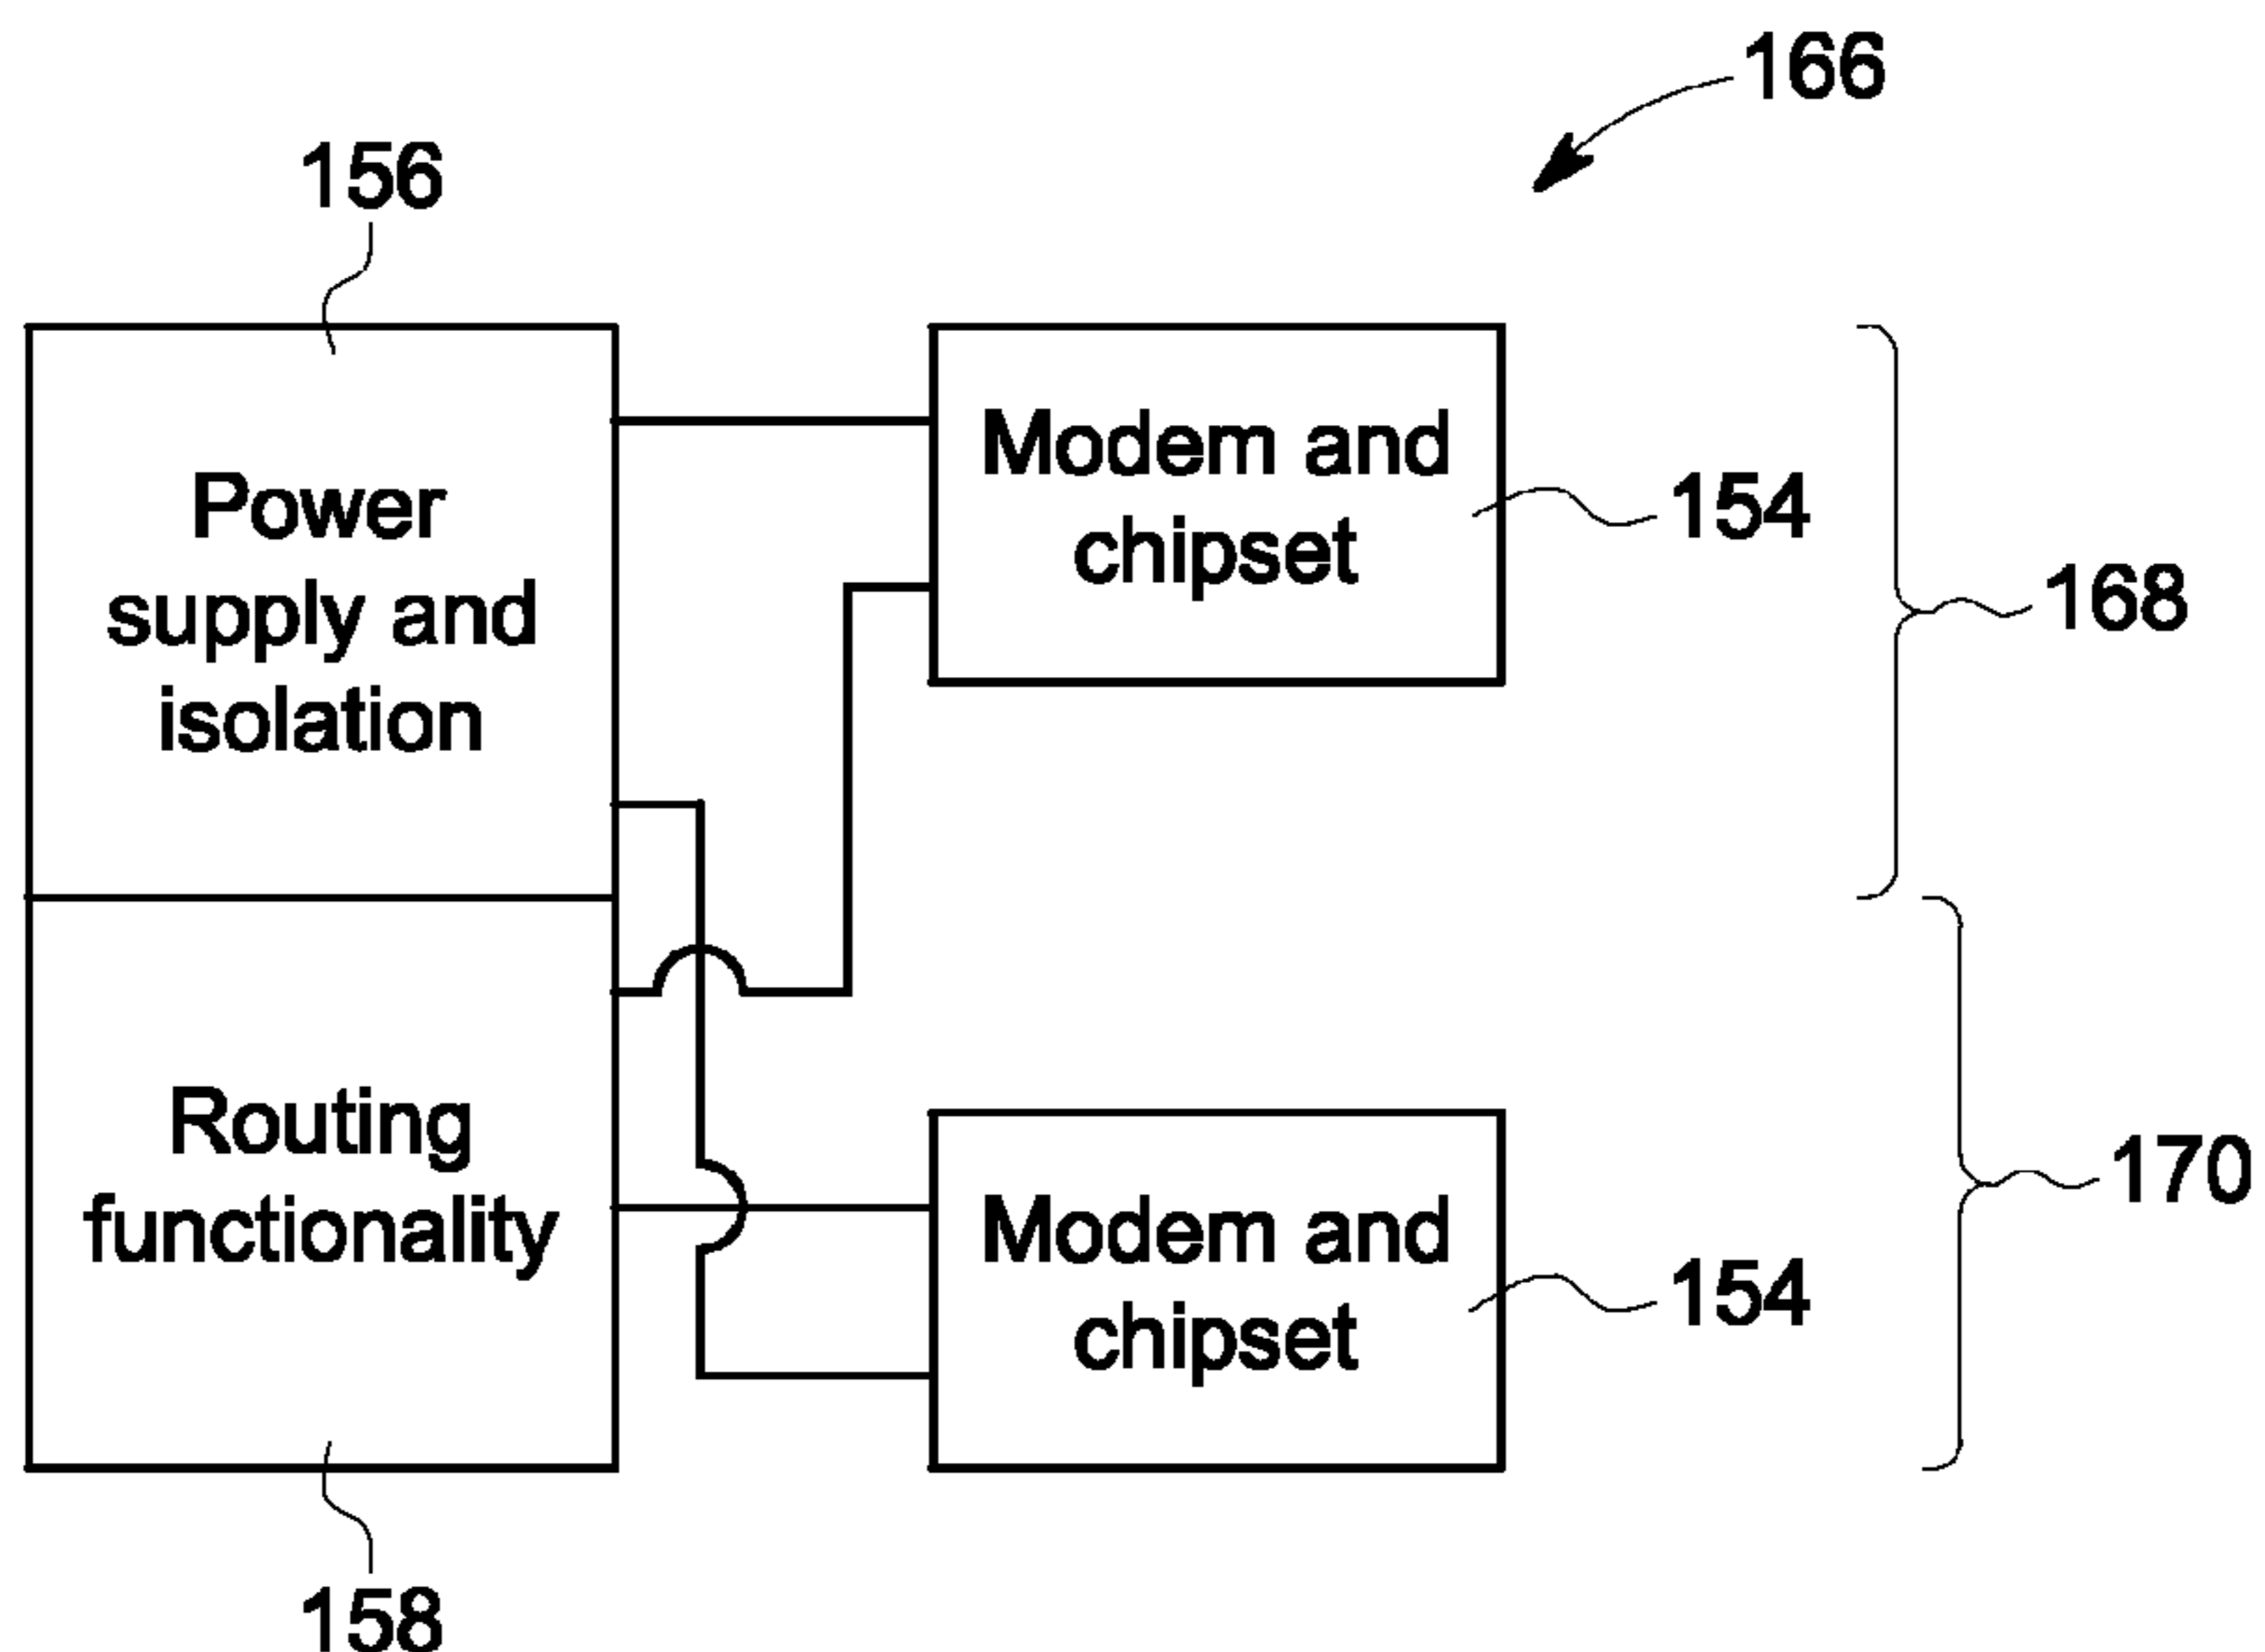 166
156
Power
supply and
isolation
Modem and
chipset
154
168
Routing
functionality
Modem and
chipset
154
170
158